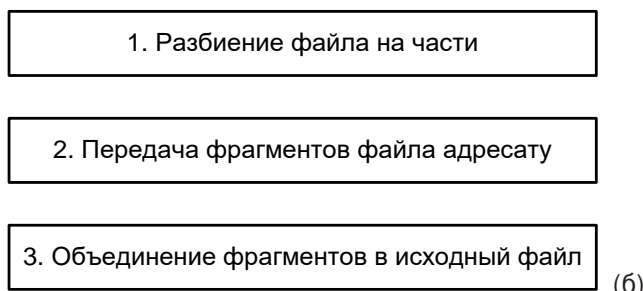 1. Разбиение файла на части
2. Передача фрагментов файла адресату
3. Объединение фрагментов в исходный файл
(б)